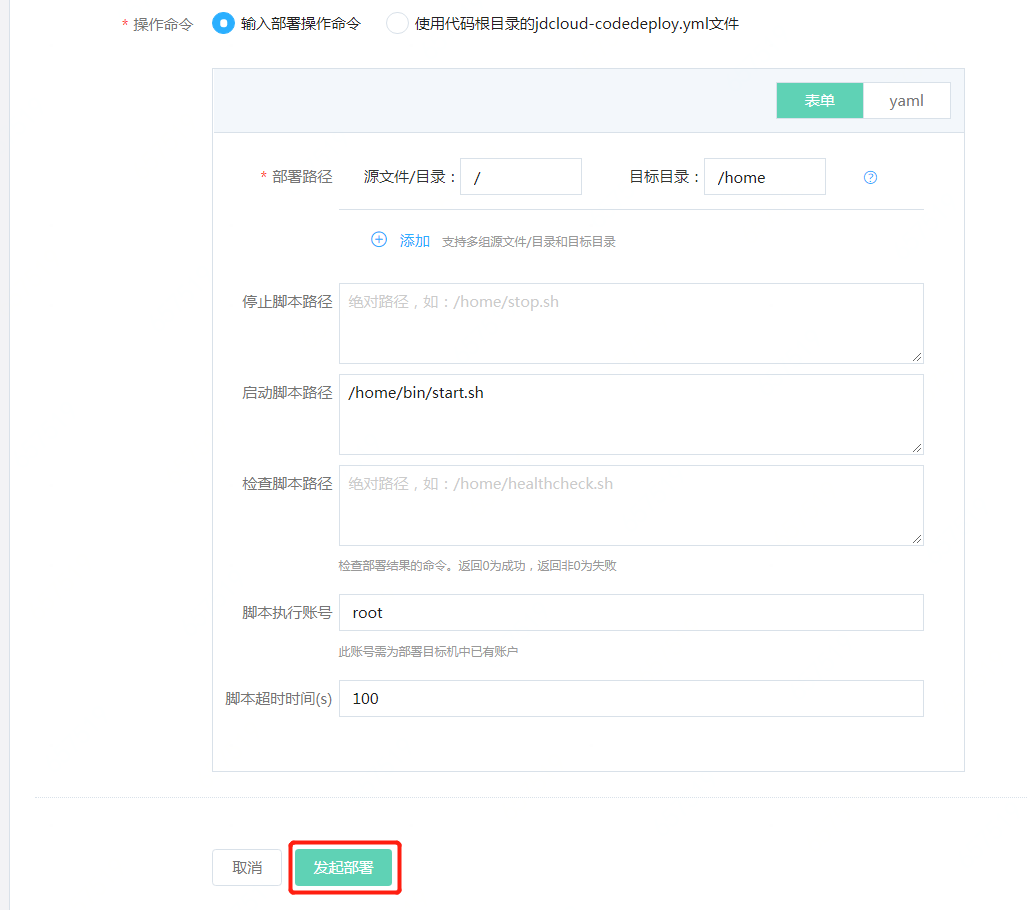 * 操作命令 输入部署操作命令 使用代码根目录的jdcloud-codedeploy.yml文件
表单 yaml
* 部署路径 源文件/目录： / 目标目录： /home ?
添加 支持多组源文件/目录和目标目录
停止脚本路径 绝对路径，如：/home/stop.sh
启动脚本路径 /home/bin/start.sh
检查脚本路径 绝对路径，如：/home/healthcheck.sh
检查部署结果的命令。返回0为成功，返回非0为失败
脚本执行账号 root
此账号需为部署目标机中已有账户
脚本超时时间(s) 100
取消 发起部署